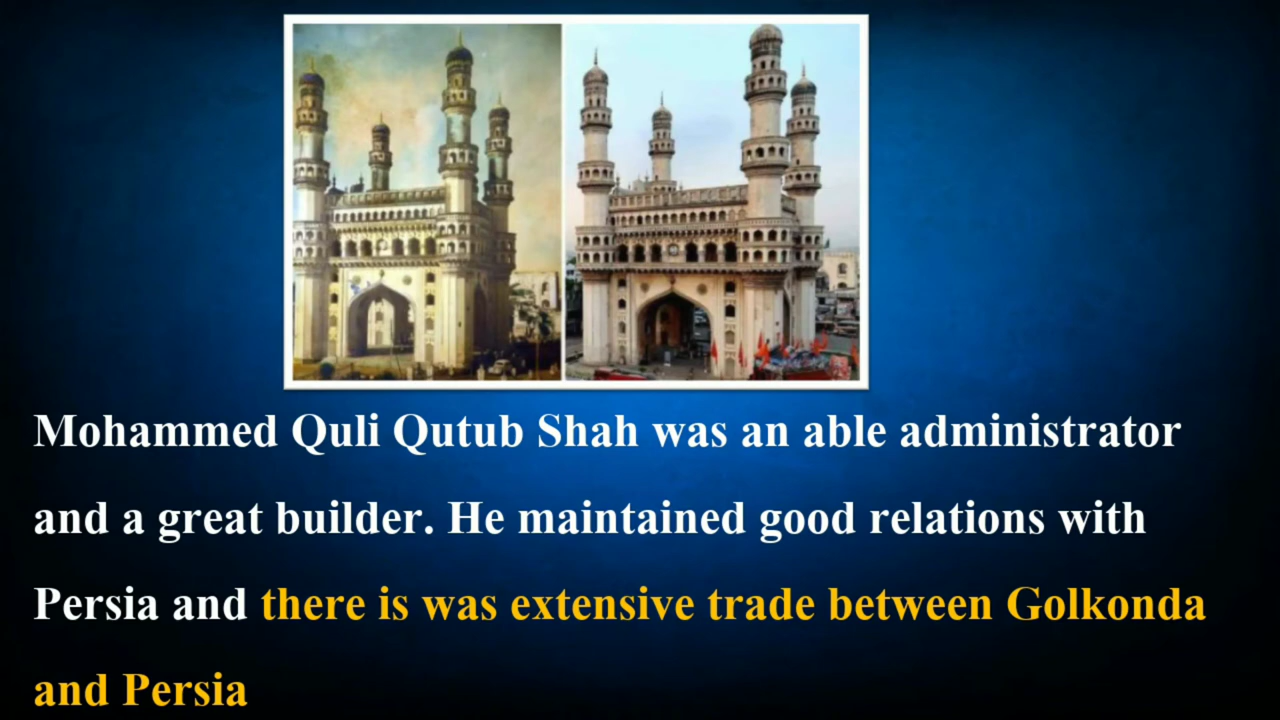 Mohammed Quli Qutub Shah was an able administrator
and a great builder. He maintained good relations with
Persia and there is was extensive trade between Golkonda
and Persia